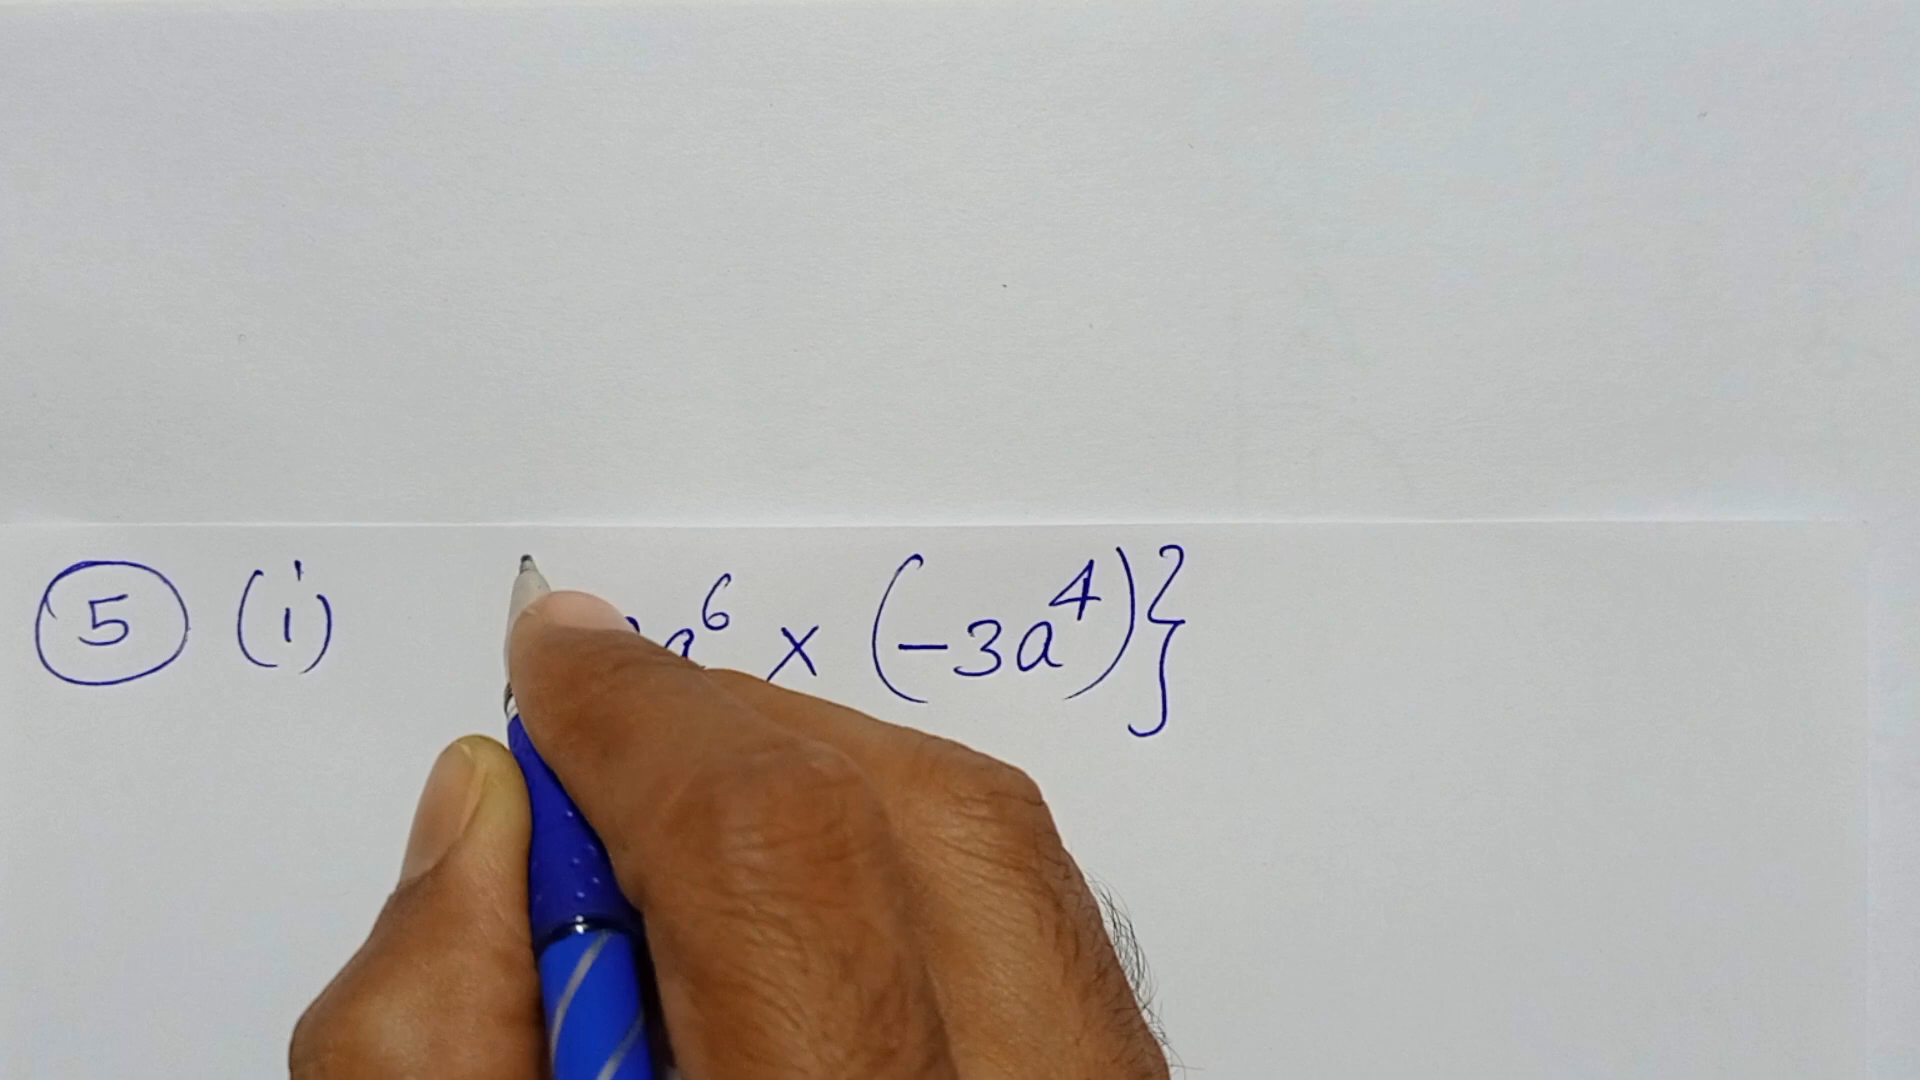 ⑤ (i) a⁶ × (-3a⁴)}